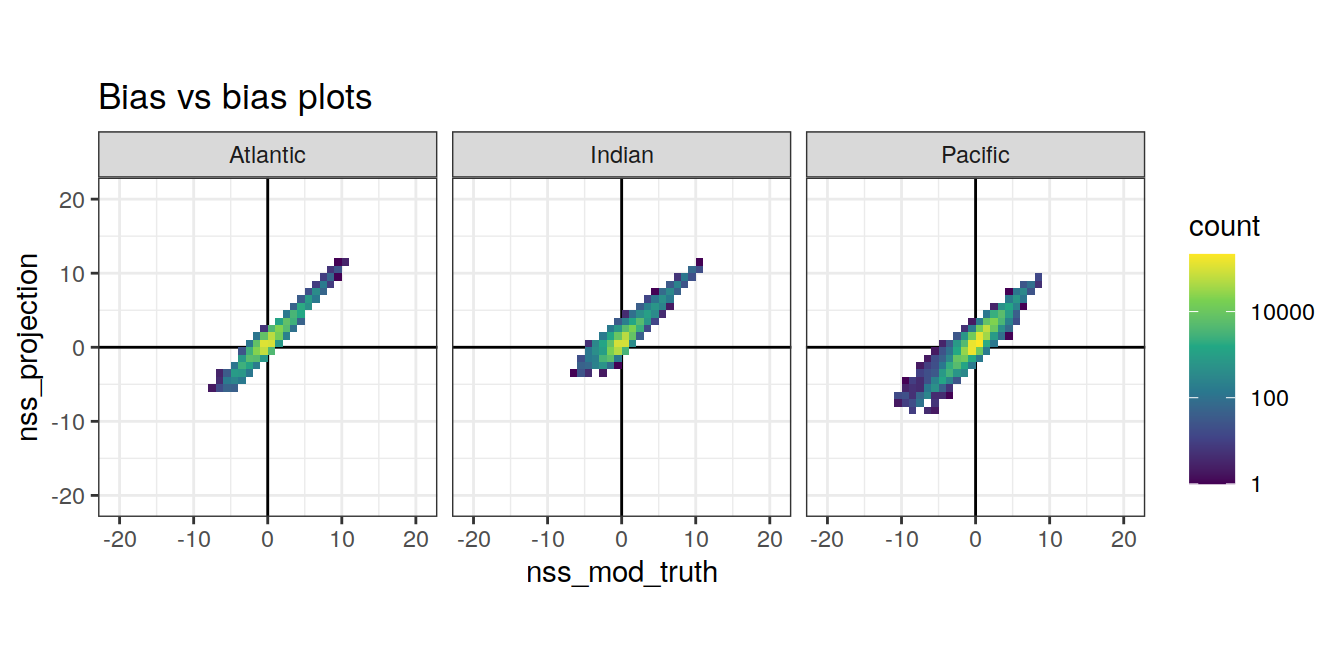 Bias vs bias plots
Atlantic Indian Pacific
count
20
10
0
-10
-20
nss_projection
10000
100
1
-20 -10 0 10 20 -20 -10 0 10 20 -20 -10 0 10 20
nss_mod_truth